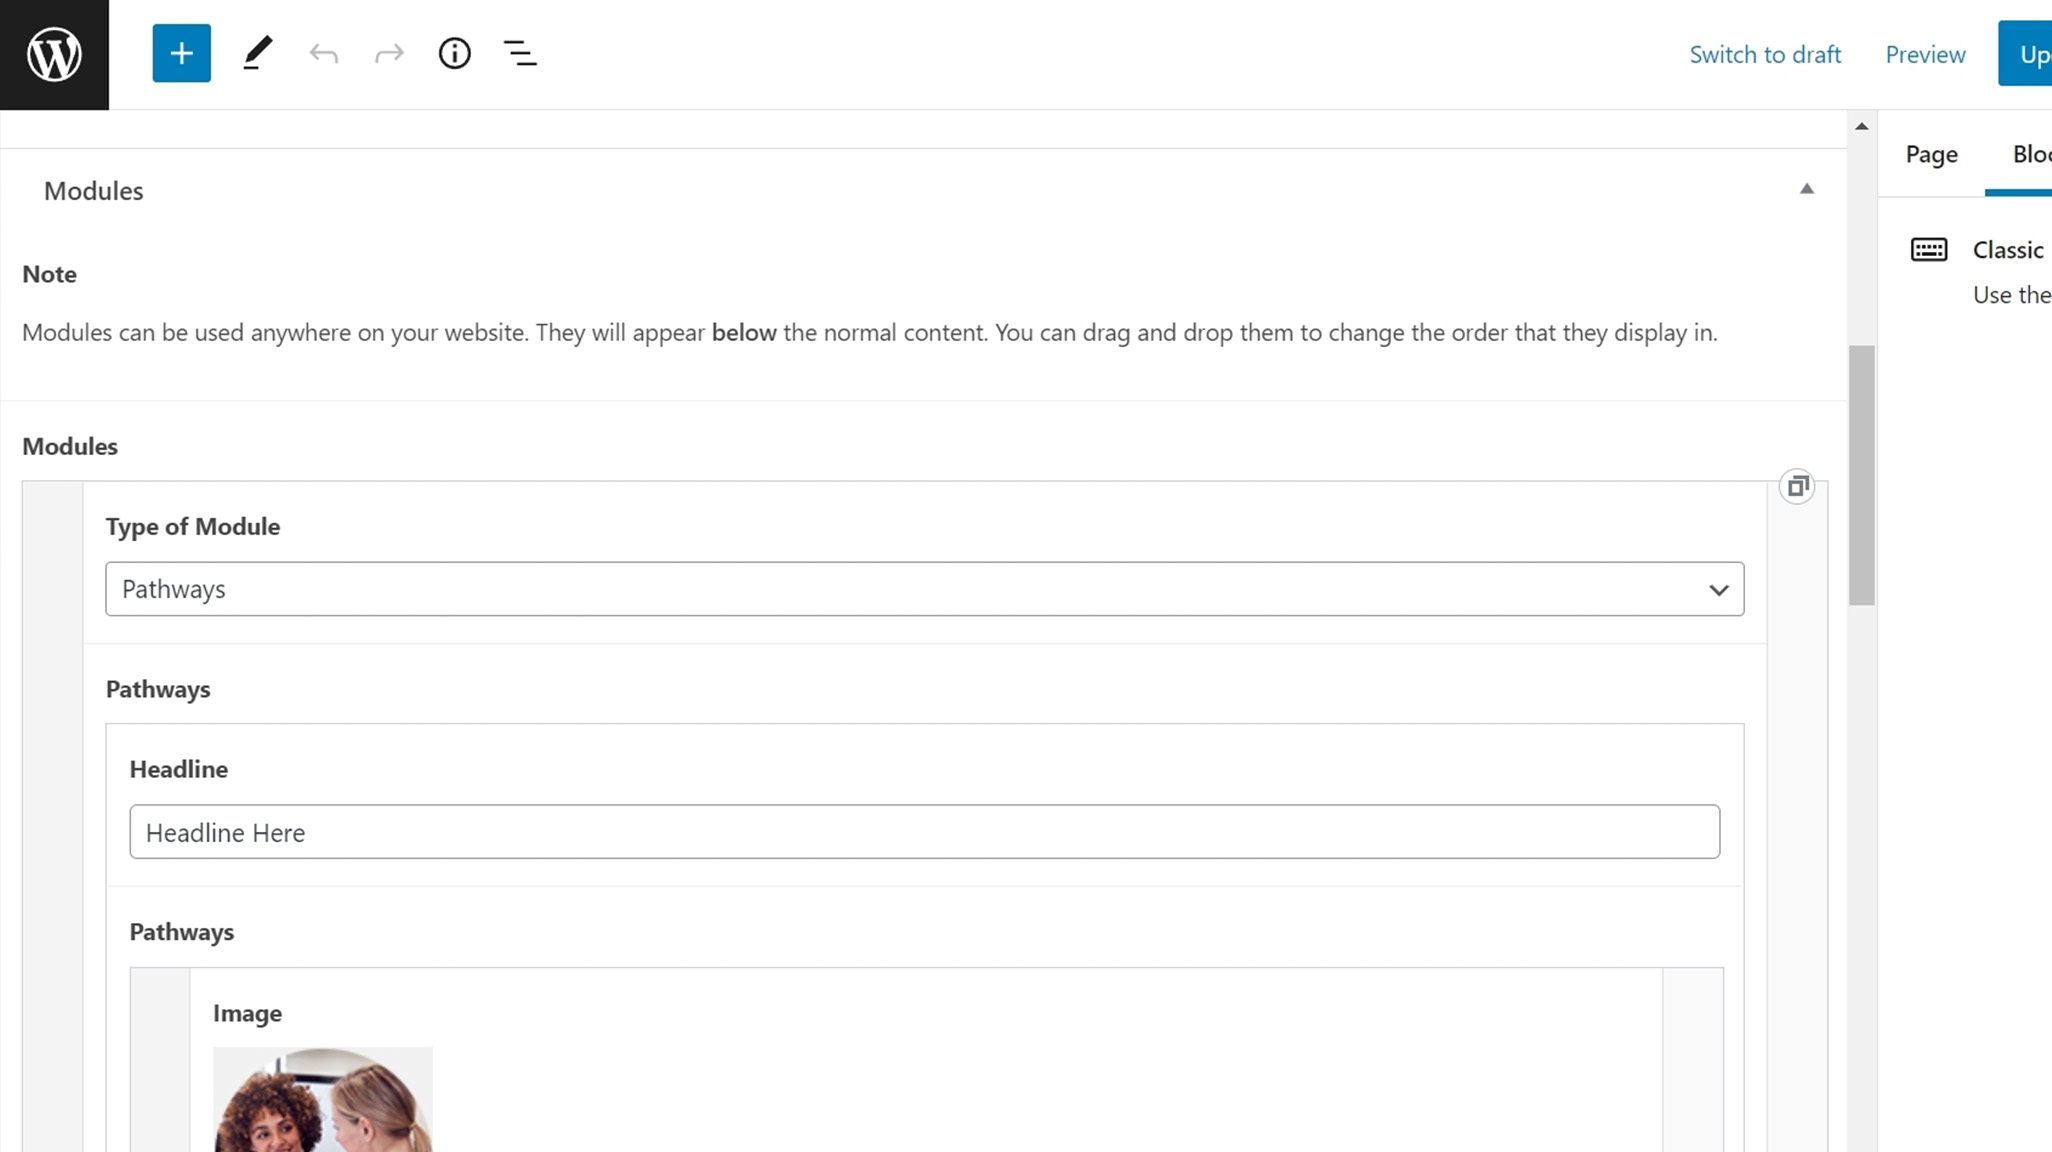 Switch to draft
Preview
Up
Page
Bloc
Modules
Classic
Use the
Note
Modules can be used anywhere on your website. They will appear below the normal content. You can drag and drop them to change the order that they display in.
Modules
Type of Module
Pathways
Pathways
Headline
Headline Here
Pathways
Image